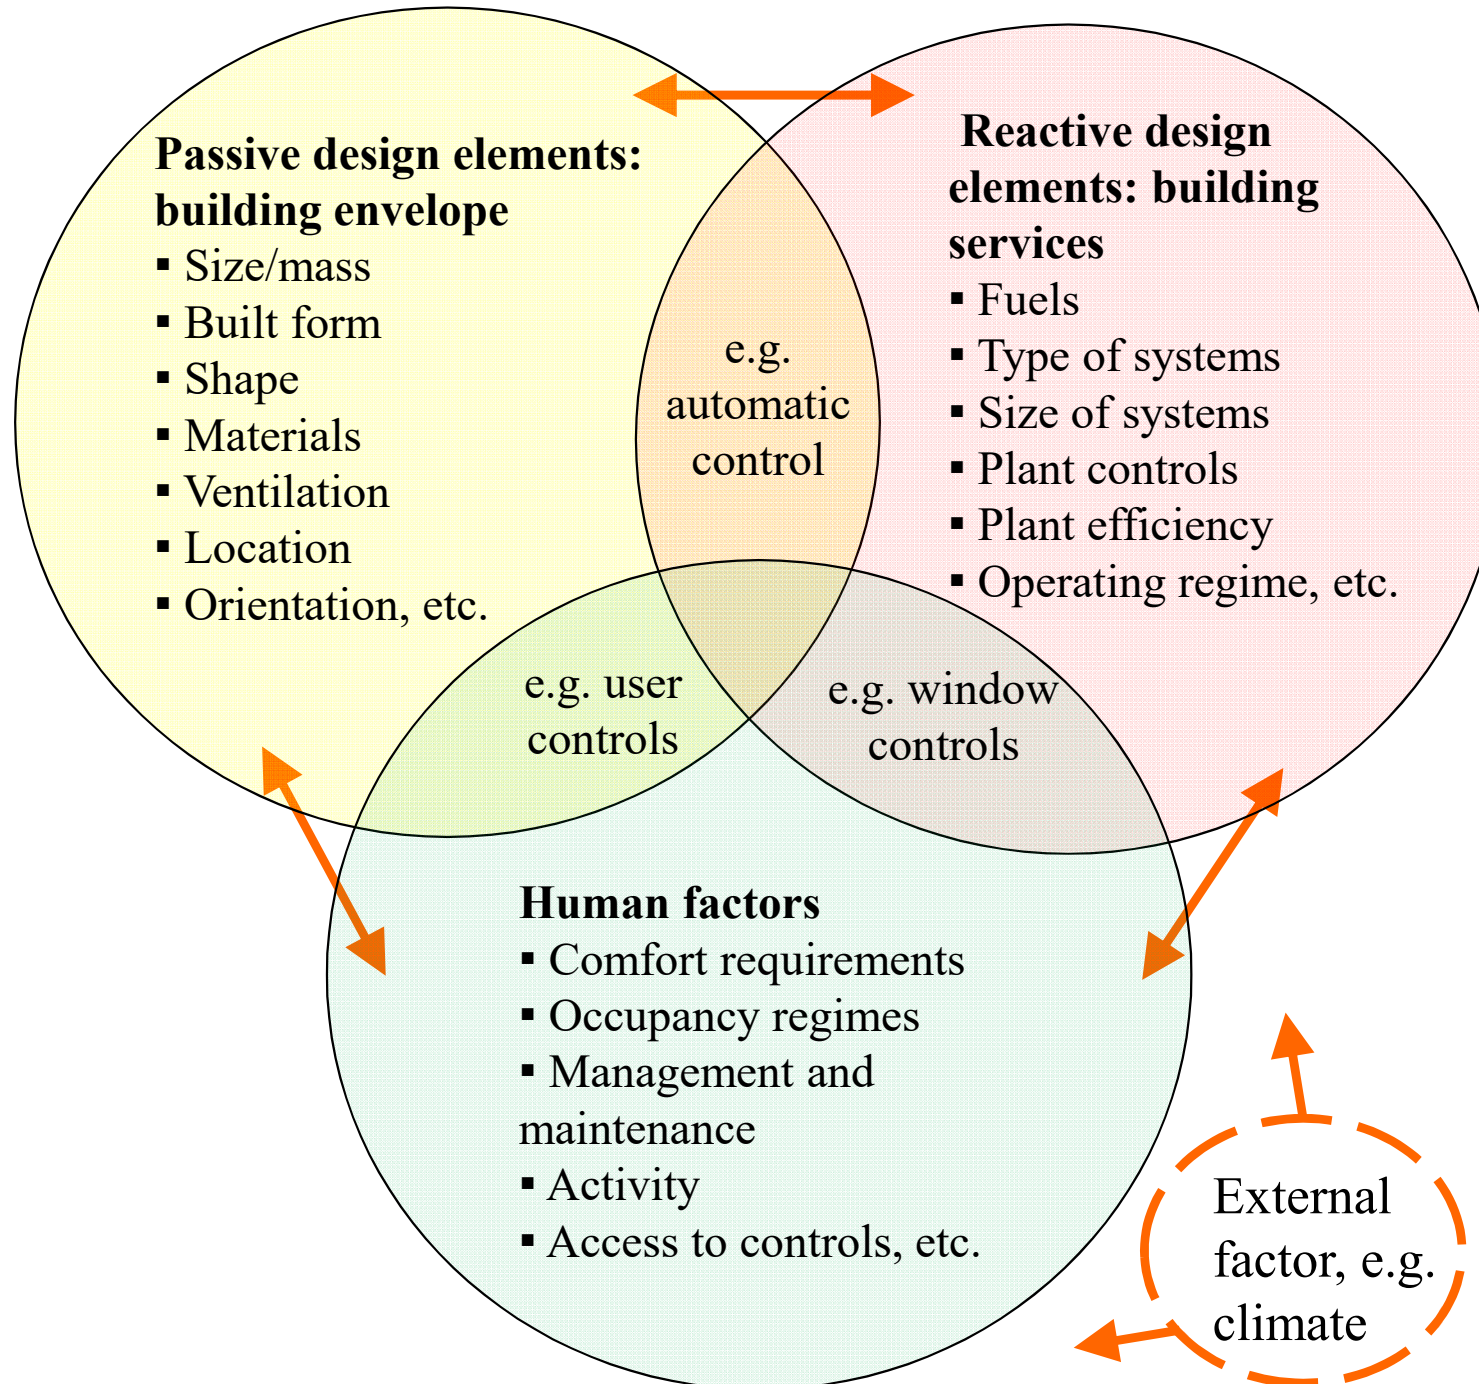 Passive design elements:
building envelope
▪ Size/mass
▪ Built form
▪ Shape
▪ Materials
▪ Ventilation
▪ Location
▪ Orientation, etc.
Reactive design
elements: building
services
▪ Fuels
▪ Type of systems
▪ Size of systems
▪ Plant controls
▪ Plant efficiency
▪ Operating regime, etc.
e.g.
automatic
control
e.g. user
controls
e.g. window
controls
Human factors
▪ Comfort requirements
▪ Occupancy regimes
▪ Management and
maintenance
▪ Activity
▪ Access to controls, etc.
External
factor, e.g.
climate